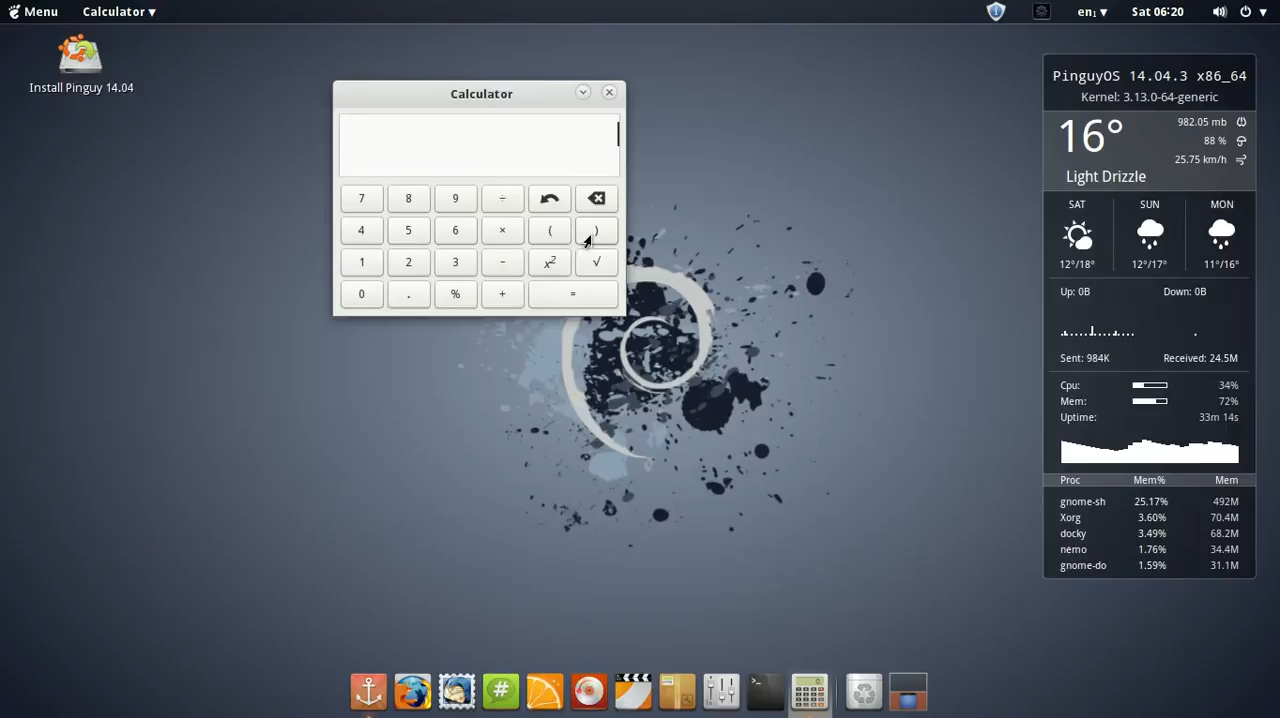 Menu Calculator ▾ en₁ ▾ Sat 06:20
Install Pinguy 14.04
Calculator
7 8 9 ÷
4 5 6 × ( )
1 2 3 − x² √
0 . % + =
PinguyOS 14.04.3 x86_64
Kernel: 3.13.0-64-generic
16°
982.05 mb
88 %
25.75 km/h
Light Drizzle
SAT SUN MON
12°/18° 12°/17° 11°/16°
Up: 0B Down: 0B
Sent: 984K Received: 24.5M
Cpu: 34%
Mem: 72%
Uptime: 33m 14s
Proc Mem% Mem
gnome-sh 25.17% 492M
Xorg 3.60% 70.4M
docky 3.49% 68.2M
nemo 1.76% 34.4M
gnome-do 1.59% 31.1M
#
>_